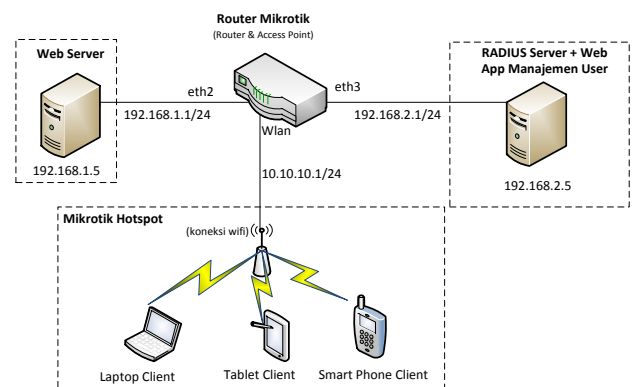 Router Mikrotik
(Router & Access Point)
Web Server
RADIUS Server + Web
App Manajemen User
eth2
eth3
192.168.1.1/24
192.168.2.1/24
Wlan
192.168.1.5
10.10.10.1/24
192.168.2.5
Mikrotik Hotspot
(koneksi wifi)
Laptop Client
Tablet Client
Smart Phone Client